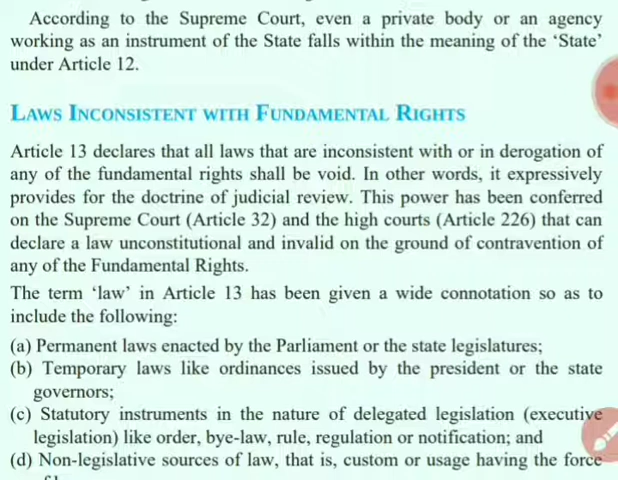 According to the Supreme Court, even a private body or an agency
working as an instrument of the State falls within the meaning of the ‘State’
under Article 12.
LAWS INCONSISTENT WITH FUNDAMENTAL RIGHTS
Article 13 declares that all laws that are inconsistent with or in derogation of
any of the fundamental rights shall be void. In other words, it expressively
provides for the doctrine of judicial review. This power has been conferred
on the Supreme Court (Article 32) and the high courts (Article 226) that can
declare a law unconstitutional and invalid on the ground of contravention of
any of the Fundamental Rights.
The term ‘law’ in Article 13 has been given a wide connotation so as to
include the following:
(a) Permanent laws enacted by the Parliament or the state legislatures;
(b) Temporary laws like ordinances issued by the president or the state
governors;
(c) Statutory instruments in the nature of delegated legislation (executive
legislation) like order, bye-law, rule, regulation or notification; and
(d) Non-legislative sources of law, that is, custom or usage having the force